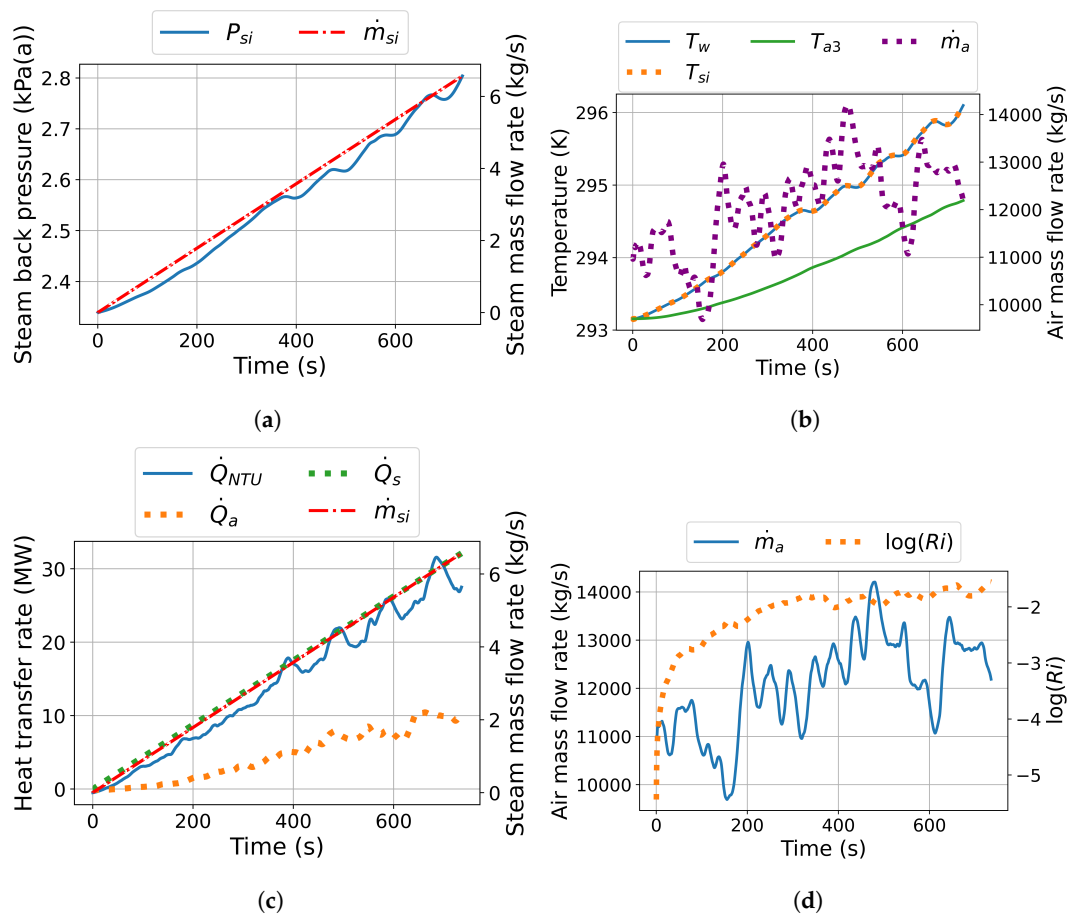 P_si ṁ_si
Steam back pressure (kPa(a))
2.8
2.7
2.6
2.5
2.4
6
4
2
0
Steam mass flow rate (kg/s)
0 200 400 600
Time (s)
(a)
T_w T_a3 ṁ_a
T_si
Temperature (K)
296
295
294
293
14000
13000
12000
11000
10000
Air mass flow rate (kg/s)
0 200 400 600
Time (s)
(b)
Q̇_NTU Q̇_s
Q̇_a ṁ_si
Heat transfer rate (MW)
30
20
10
0
6
4
2
0
Steam mass flow rate (kg/s)
0 200 400 600
Time (s)
(c)
ṁ_a log(Ri)
Air mass flow rate (kg/s)
14000
13000
12000
11000
10000
−2
−3
−4
−5
log(Ri)
0 200 400 600
Time (s)
(d)